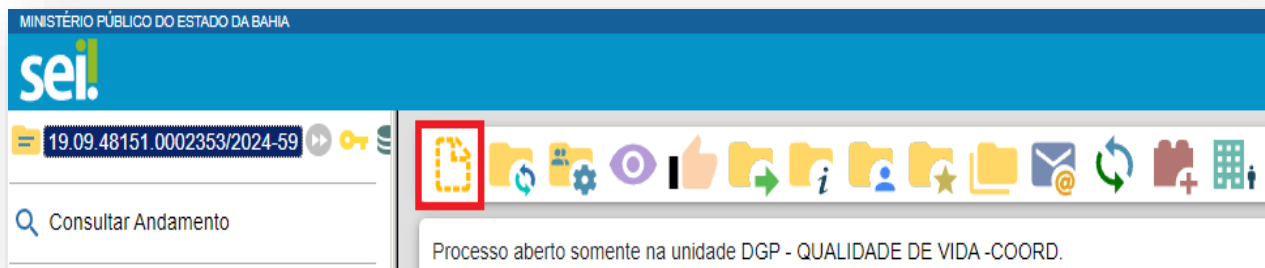 MINISTÉRIO PÚBLICO DO ESTADO DA BAHIA
sei!
19.09.48151.0002353/2024-59
Consultar Andamento
Processo aberto somente na unidade DGP - QUALIDADE DE VIDA -COORD.